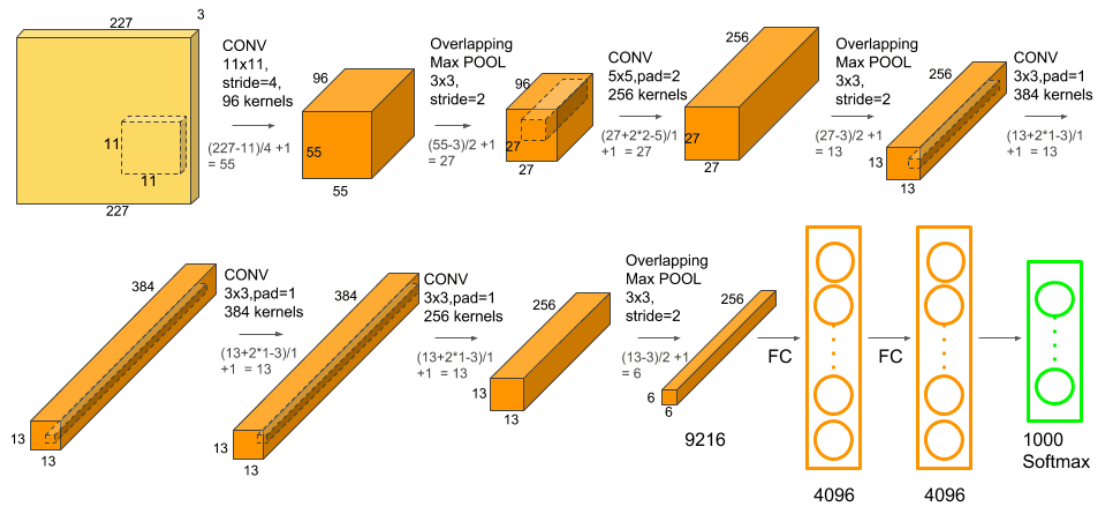 227
3
11
11
227
CONV
11x11,
stride=4,
96 kernels
(227-11)/4 +1
= 55
96
55
55
Overlapping
Max POOL
3x3,
stride=2
(55-3)/2 +1
= 27
96
27
27
CONV
5x5,pad=2
256 kernels
(27+2*2-5)/1
+1 = 27
256
27
27
Overlapping
Max POOL
3x3,
stride=2
(27-3)/2 +1
= 13
256
13
13
CONV
3x3,pad=1
384 kernels
(13+2*1-3)/1
+1 = 13
384
13
13
CONV
3x3,pad=1
384 kernels
(13+2*1-3)/1
+1 = 13
384
13
13
CONV
3x3,pad=1
256 kernels
(13+2*1-3)/1
+1 = 13
256
13
13
Overlapping
Max POOL
3x3,
stride=2
(13-3)/2 +1
= 6
256
6
6
9216
FC
4096
FC
4096
1000
Softmax